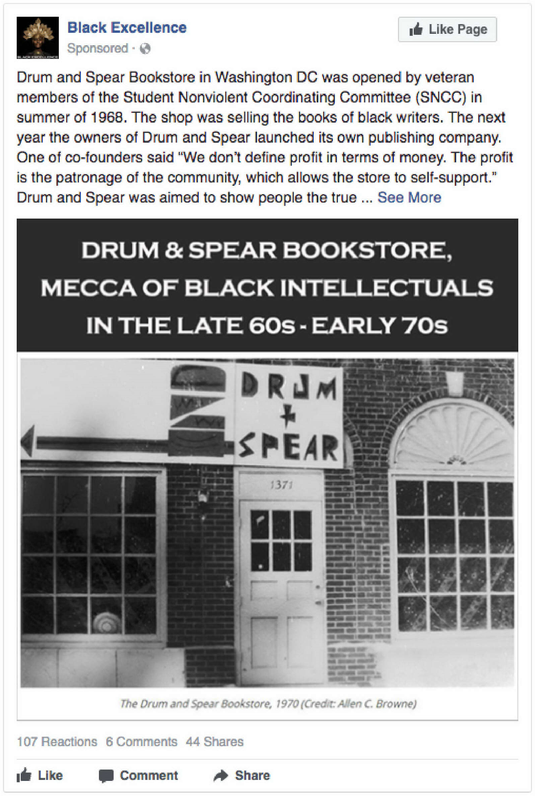 Black Excellence
Sponsored ·
Like Page
Drum and Spear Bookstore in Washington DC was opened by veteran
members of the Student Nonviolent Coordinating Committee (SNCC) in
summer of 1968. The shop was selling the books of black writers. The next
year the owners of Drum and Spear launched its own publishing company.
One of co-founders said “We don’t define profit in terms of money. The profit
is the patronage of the community, which allows the store to self-support.”
Drum and Spear was aimed to show people the true ... See More
DRUM & SPEAR BOOKSTORE,
MECCA OF BLACK INTELLECTUALS
IN THE LATE 60s - EARLY 70s
DRUM
+
SPEAR
1371
The Drum and Spear Bookstore, 1970 (Credit: Allen C. Browne)
107 Reactions 6 Comments 44 Shares
Like Comment Share